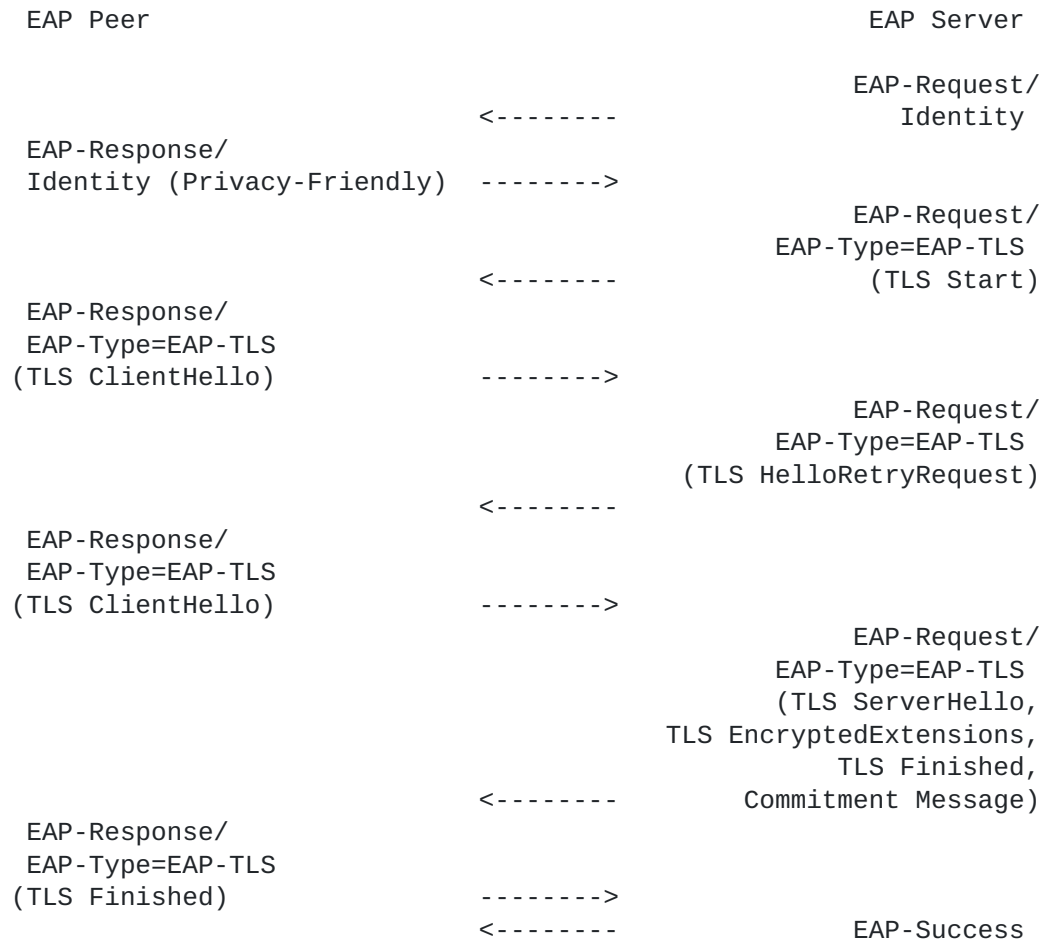 EAP Peer                                                EAP Server

                                                       EAP-Request/
                              <--------                   Identity
EAP-Response/
Identity (Privacy-Friendly)  -------->
                                                       EAP-Request/
                                                  EAP-Type=EAP-TLS
                              <--------                (TLS Start)
EAP-Response/
EAP-Type=EAP-TLS
(TLS ClientHello)             -------->
                                                       EAP-Request/
                                                  EAP-Type=EAP-TLS
                                           (TLS HelloRetryRequest)
                              <--------
EAP-Response/
EAP-Type=EAP-TLS
(TLS ClientHello)             -------->
                                                       EAP-Request/
                                                  EAP-Type=EAP-TLS
                                                  (TLS ServerHello,
                                          TLS EncryptedExtensions,
                                                      TLS Finished,
                              <--------        Commitment Message)
EAP-Response/
EAP-Type=EAP-TLS
(TLS Finished)                -------->
                              <--------               EAP-Success